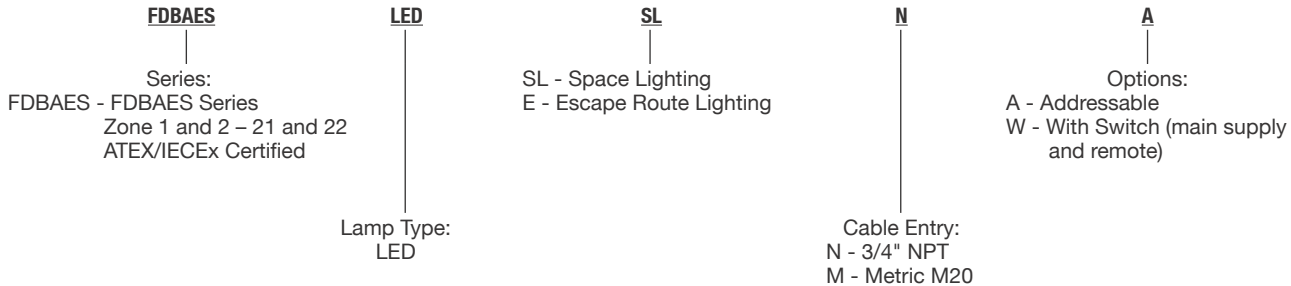 FDBAES LED SL N A
Series:
FDBAES - FDBAES Series
Zone 1 and 2 – 21 and 22
ATEX/IECEx Certified
SL - Space Lighting
E - Escape Route Lighting
Options:
A - Addressable
W - With Switch (main supply
and remote)
Lamp Type:
LED
Cable Entry:
N - 3/4" NPT
M - Metric M20